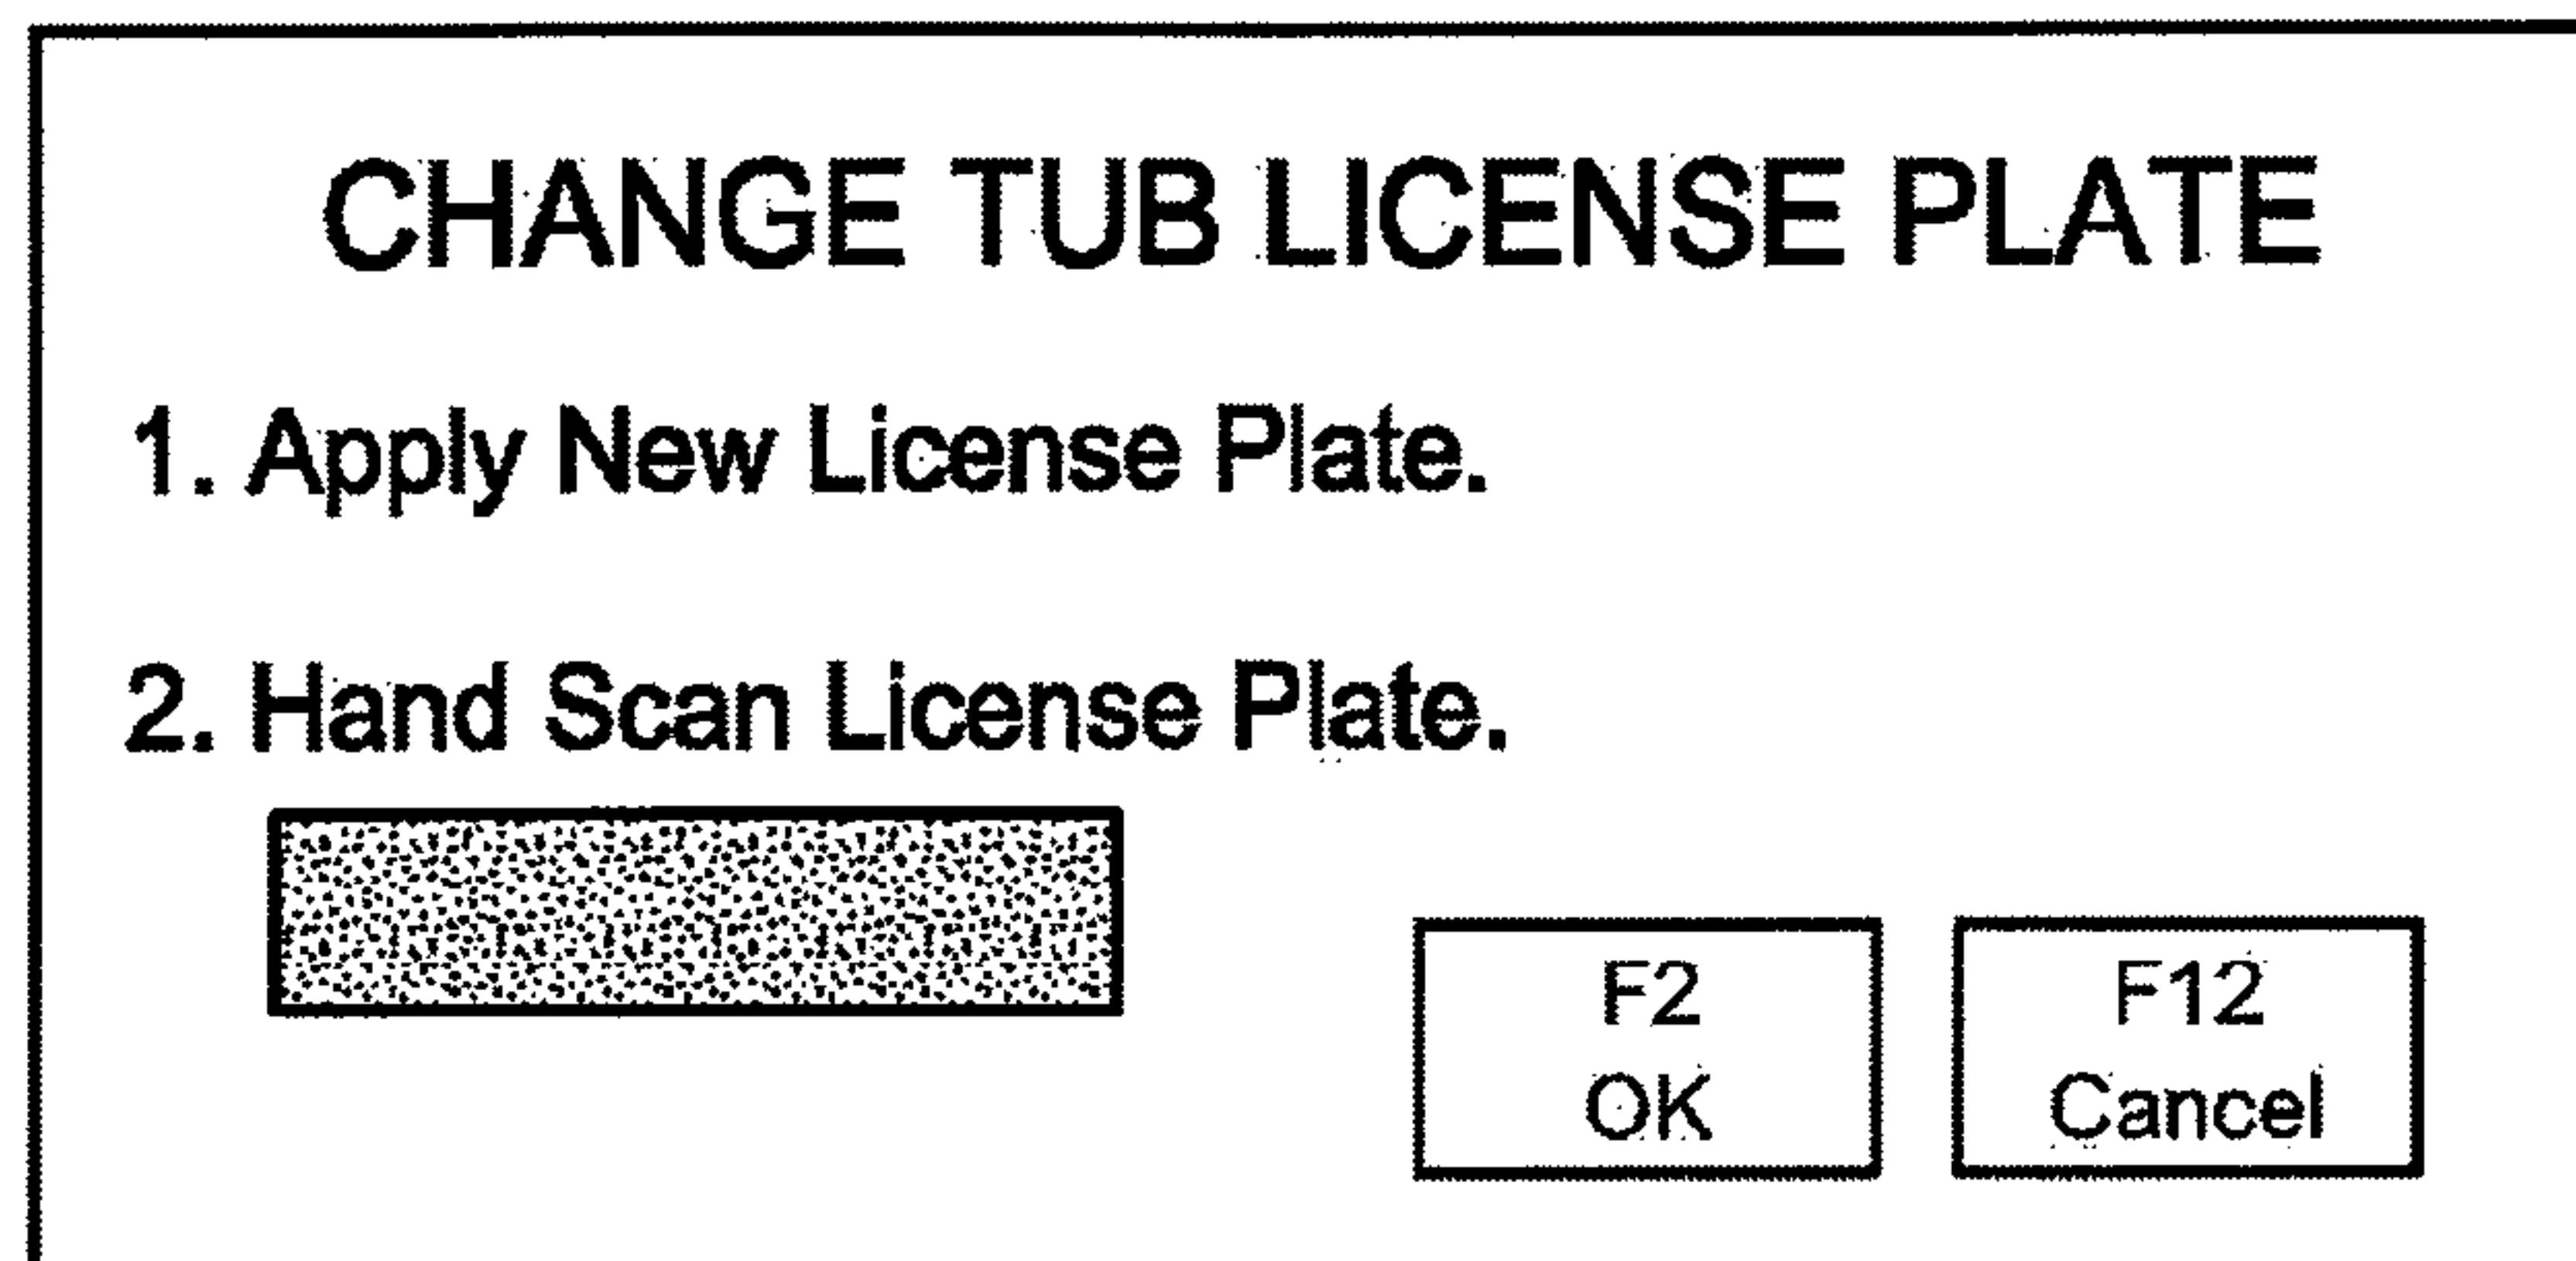 CHANGE TUB LICENSE PLATE
1. Apply New License Plate.
2. Hand Scan License Plate.
F2
OK
F12
Cancel